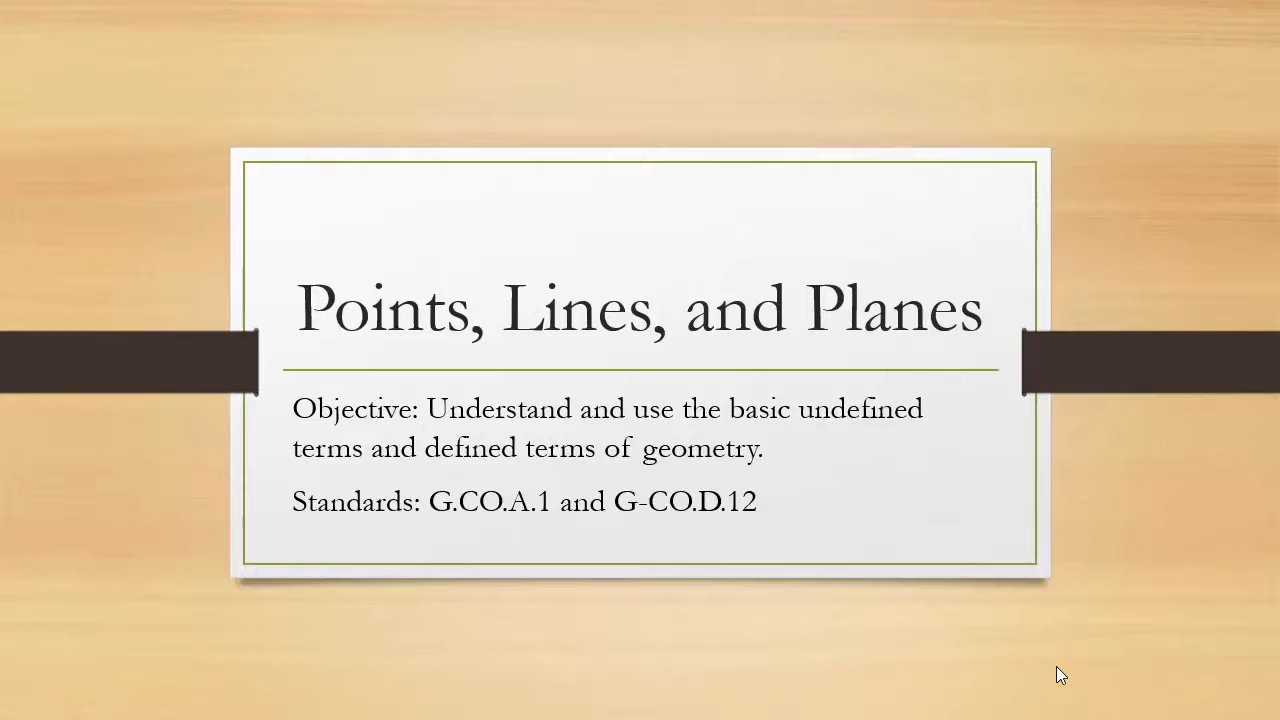 Points, Lines, and Planes
Objective: Understand and use the basic undefined
terms and defined terms of geometry.
Standards: G.CO.A.1 and G-CO.D.12